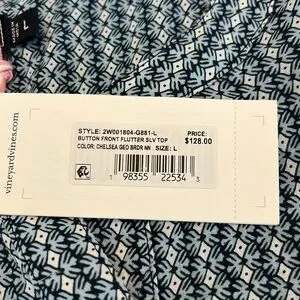 L
vineyardvines.com
STYLE: 2W001804-G881-L PRICE:
BUTTON FRONT FLUTTER SLV TOP $128.00
COLOR: CHELSEA GEO BRDR NN SIZE: L
1 98355 22534 3